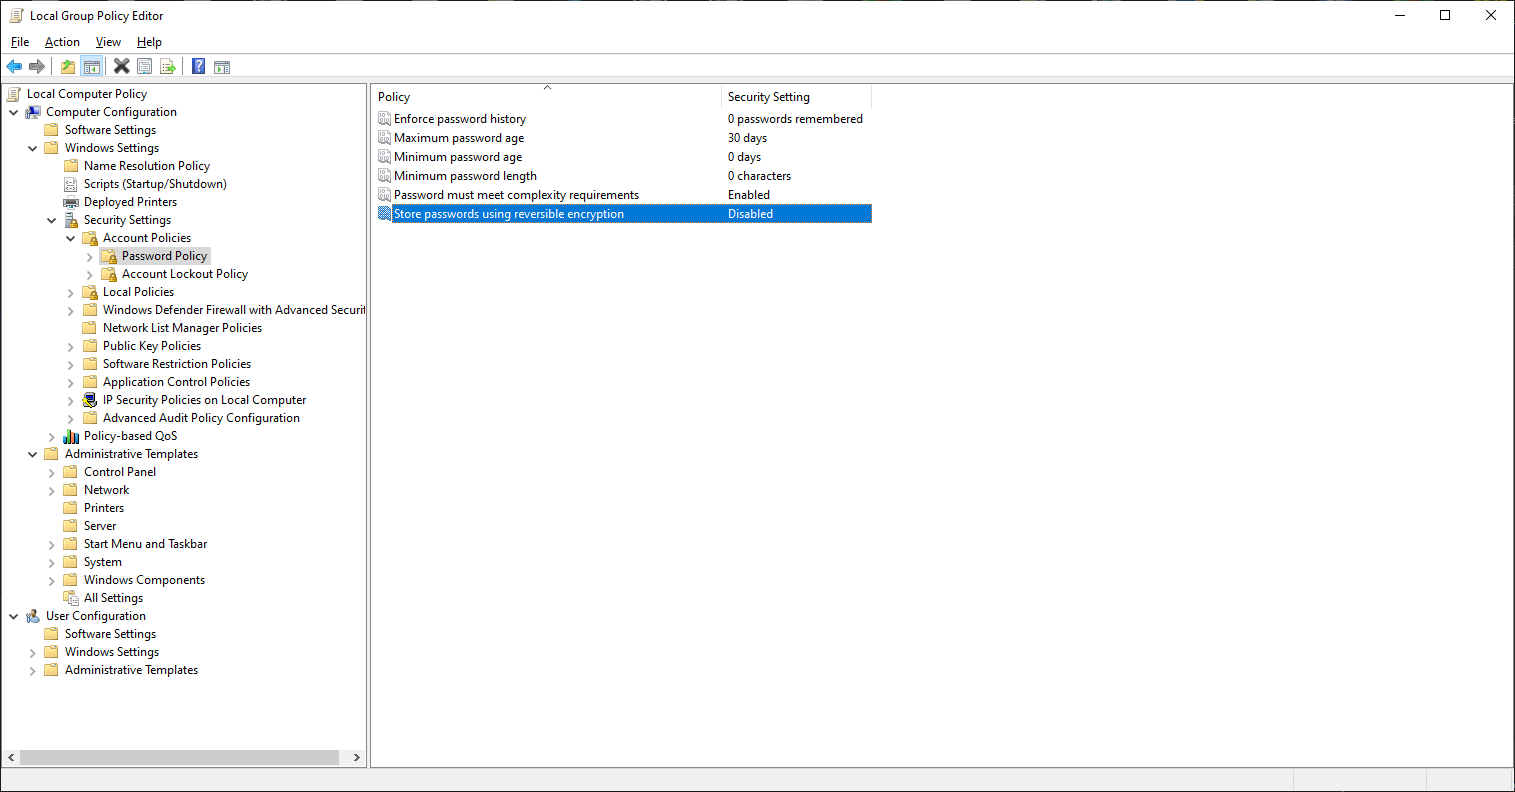 Local Group Policy Editor
File Action View Help
Local Computer Policy
Computer Configuration
Software Settings
Windows Settings
Name Resolution Policy
Scripts (Startup/Shutdown)
Deployed Printers
Security Settings
Account Policies
Password Policy
Account Lockout Policy
Local Policies
Windows Defender Firewall with Advanced Securit
Network List Manager Policies
Public Key Policies
Software Restriction Policies
Application Control Policies
IP Security Policies on Local Computer
Advanced Audit Policy Configuration
Policy-based QoS
Administrative Templates
Control Panel
Network
Printers
Server
Start Menu and Taskbar
System
Windows Components
All Settings
User Configuration
Software Settings
Windows Settings
Administrative Templates
Policy Security Setting
Enforce password history 0 passwords remembered
Maximum password age 30 days
Minimum password age 0 days
Minimum password length 0 characters
Password must meet complexity requirements Enabled
Store passwords using reversible encryption Disabled